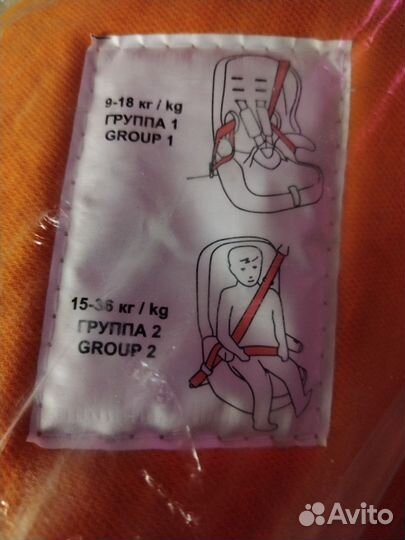 9-18 кг / kg
ГРУППА 1
GROUP 1
15-36 кг / kg
ГРУППА 2
GROUP 2
Avito